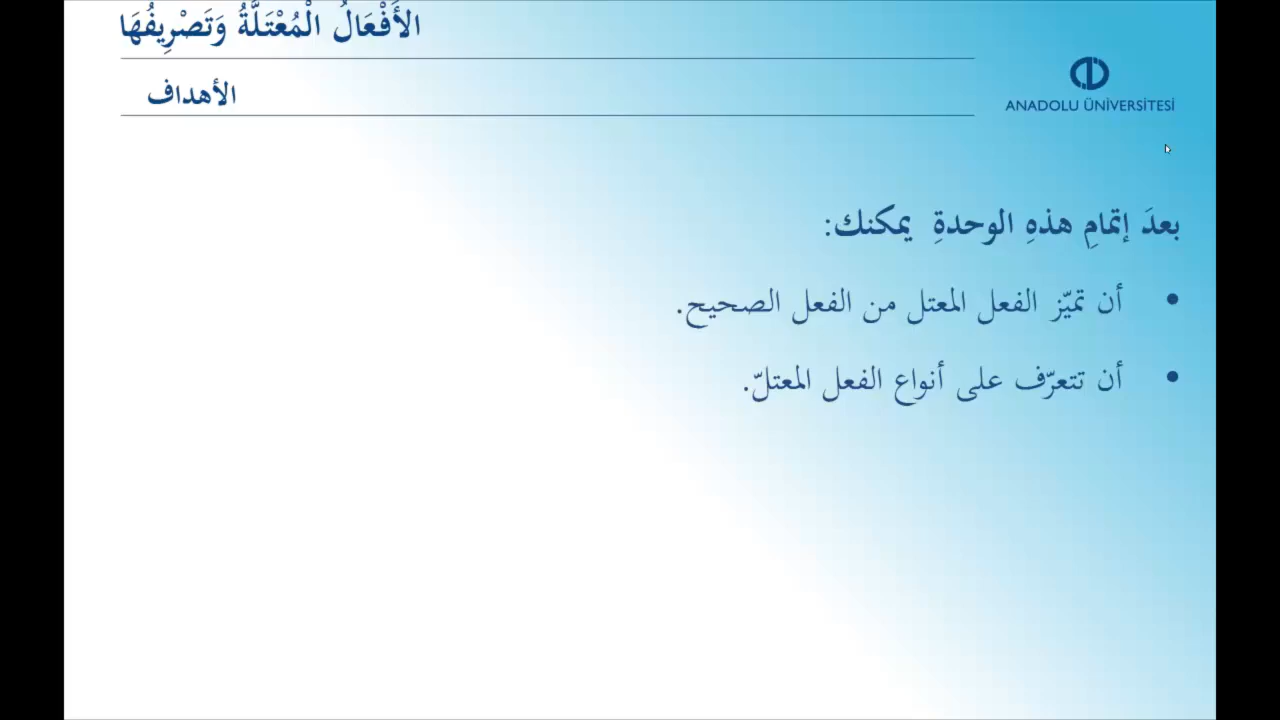 الأَفْعَالُ الْمُعْتَلَّةُ وَتَصْرِيفُهَا
الأهداف
ANADOLU ÜNİVERSİTESİ
بعدَ إتمامِ هذهِ الوحدةِ يمكنك:
• أن تميّز الفعل المعتل من الفعل الصحيح.
• أن تتعرّف على أنواع الفعل المعتلّ.